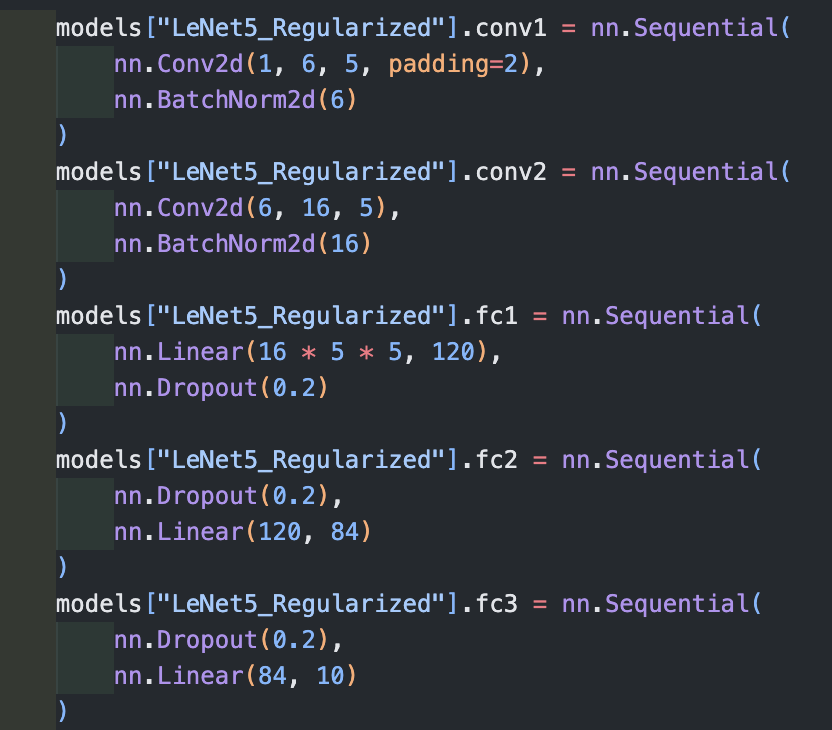 models["LeNet5_Regularized"].conv1 = nn.Sequential(
    nn.Conv2d(1, 6, 5, padding=2),
    nn.BatchNorm2d(6)
)
models["LeNet5_Regularized"].conv2 = nn.Sequential(
    nn.Conv2d(6, 16, 5),
    nn.BatchNorm2d(16)
)
models["LeNet5_Regularized"].fc1 = nn.Sequential(
    nn.Linear(16 * 5 * 5, 120),
    nn.Dropout(0.2)
)
models["LeNet5_Regularized"].fc2 = nn.Sequential(
    nn.Dropout(0.2),
    nn.Linear(120, 84)
)
models["LeNet5_Regularized"].fc3 = nn.Sequential(
    nn.Dropout(0.2),
    nn.Linear(84, 10)
)